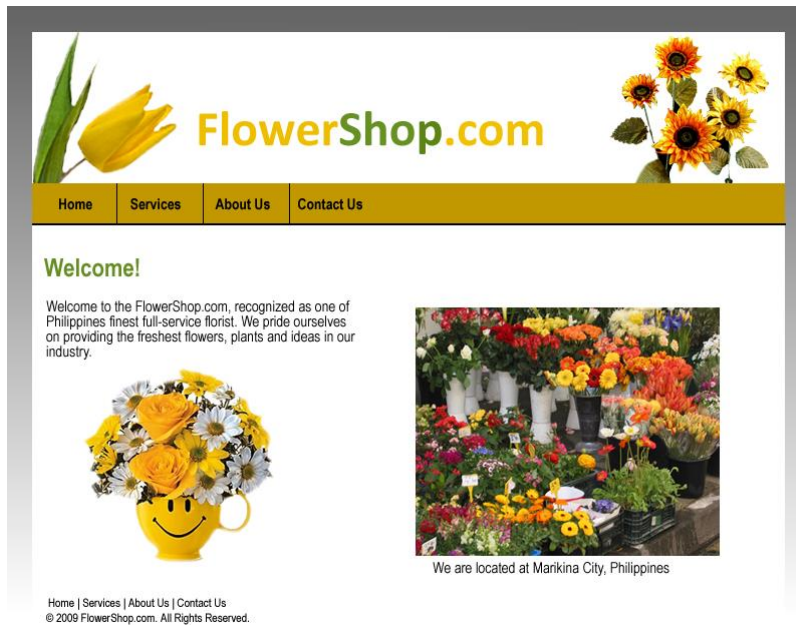 FlowerShop.com
Home
Services
About Us
Contact Us
Welcome!
Welcome to the FlowerShop.com, recognized as one of
Philippines finest full-service florist. We pride ourselves
on providing the freshest flowers, plants and ideas in our
industry.
We are located at Marikina City, Philippines
Home | Services | About Us | Contact Us
© 2009 FlowerShop.com. All Rights Reserved.